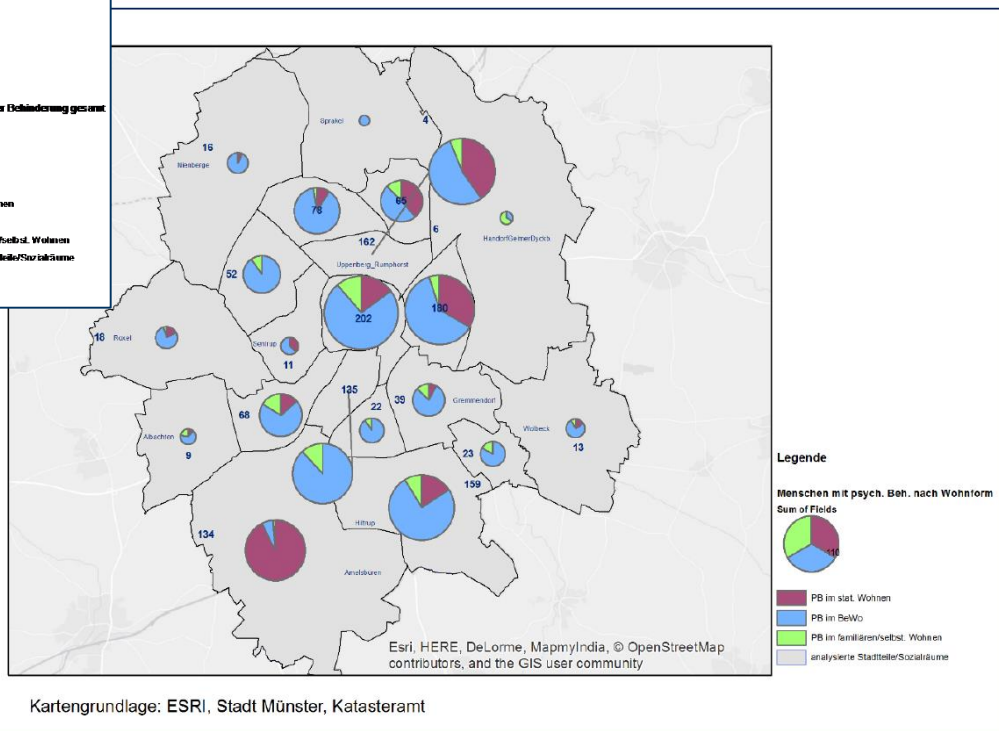 r Behinderung gesamt
nen
/selbst. Wohnen
teile/Sozialräume
Sprakel
4
16
Nienberge
78
65
6
HandorfGelmerDyckb
162
Uppenberg_Rumphorst
52
202
180
18
Roxel
Sentrup
11
135
22
39
Gremmendorf
68
Albachten
9
Wolbeck
13
23
159
Hiltrup
134
Amelsbüren
Esri, HERE, DeLorme, MapmyIndia, © OpenStreetMap
contributors, and the GIS user community
Legende
Menschen mit psych. Beh. nach Wohnform
Sum of Fields
110
PB im stat. Wohnen
PB im BeWo
PB im familiären/selbst. Wohnen
analysierte Stadtteile/Sozialräume
Kartengrundlage: ESRI, Stadt Münster, Katasteramt